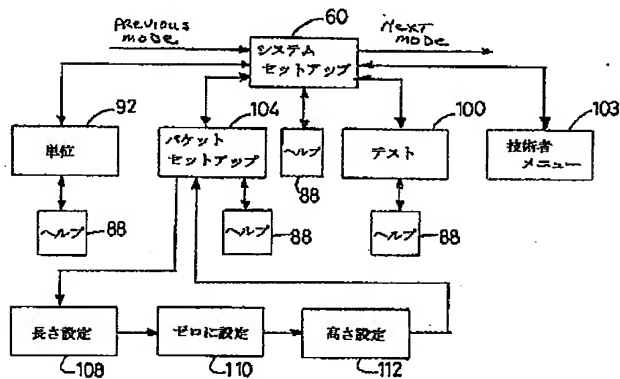 PREVIOUS
MODE
60
NEXT
MODE
システム
セットアップ
92
単位
104
バケット
セットアップ
ヘルプ
88
100
テスト
103
技術者
メニュー
ヘルプ
88
ヘルプ
88
ヘルプ
88
長さ設定
108
ゼロに設定
110
高さ設定
112